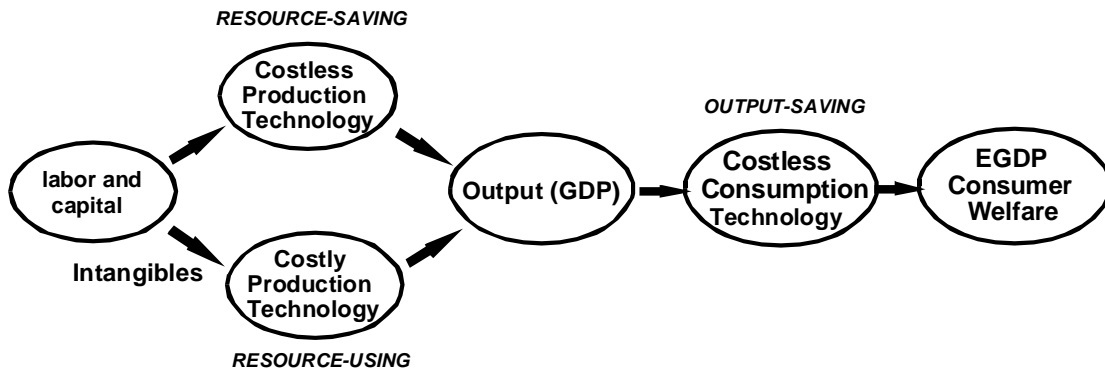 RESOURCE-SAVING
Costless
Production
Technology
labor and
capital
Intangibles
Costly
Production
Technology
RESOURCE-USING
Output (GDP)
OUTPUT-SAVING
Costless
Consumption
Technology
EGDP
Consumer
Welfare